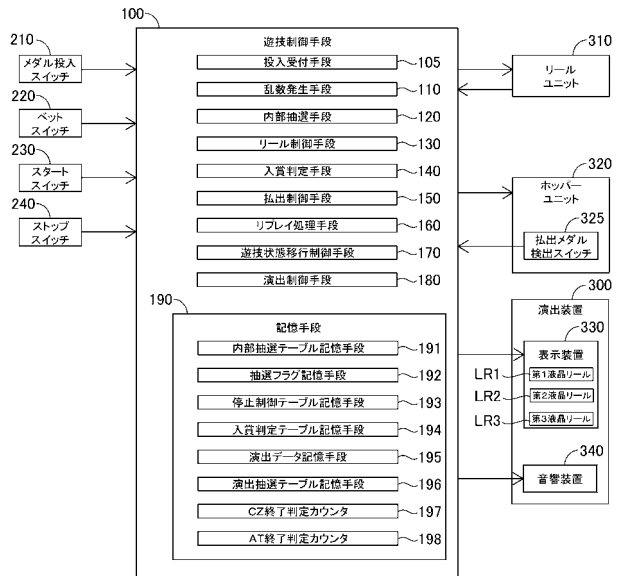 100
遊技制御手段
投入受付手段
105
乱数発生手段
110
内部抽選手段
120
リール制御手段
130
入賞判定手段
140
払出制御手段
150
リプレイ処理手段
160
遊技状態移行制御手段
170
演出制御手段
180
190
記憶手段
内部抽選テーブル記憶手段
191
抽選フラグ記憶手段
192
停止制御テーブル記憶手段
193
入賞判定テーブル記憶手段
194
演出データ記憶手段
195
演出抽選テーブル記憶手段
196
CZ終了判定カウンタ
197
AT終了判定カウンタ
198
210
メダル投入
スイッチ
220
ベット
スイッチ
230
スタート
スイッチ
240
ストップ
スイッチ
310
リール
ユニット
320
ホッパー
ユニット
325
払出メダル
検出スイッチ
300
演出装置
330
表示装置
LR1
第1液晶リール
LR2
第2液晶リール
LR3
第3液晶リール
340
音響装置